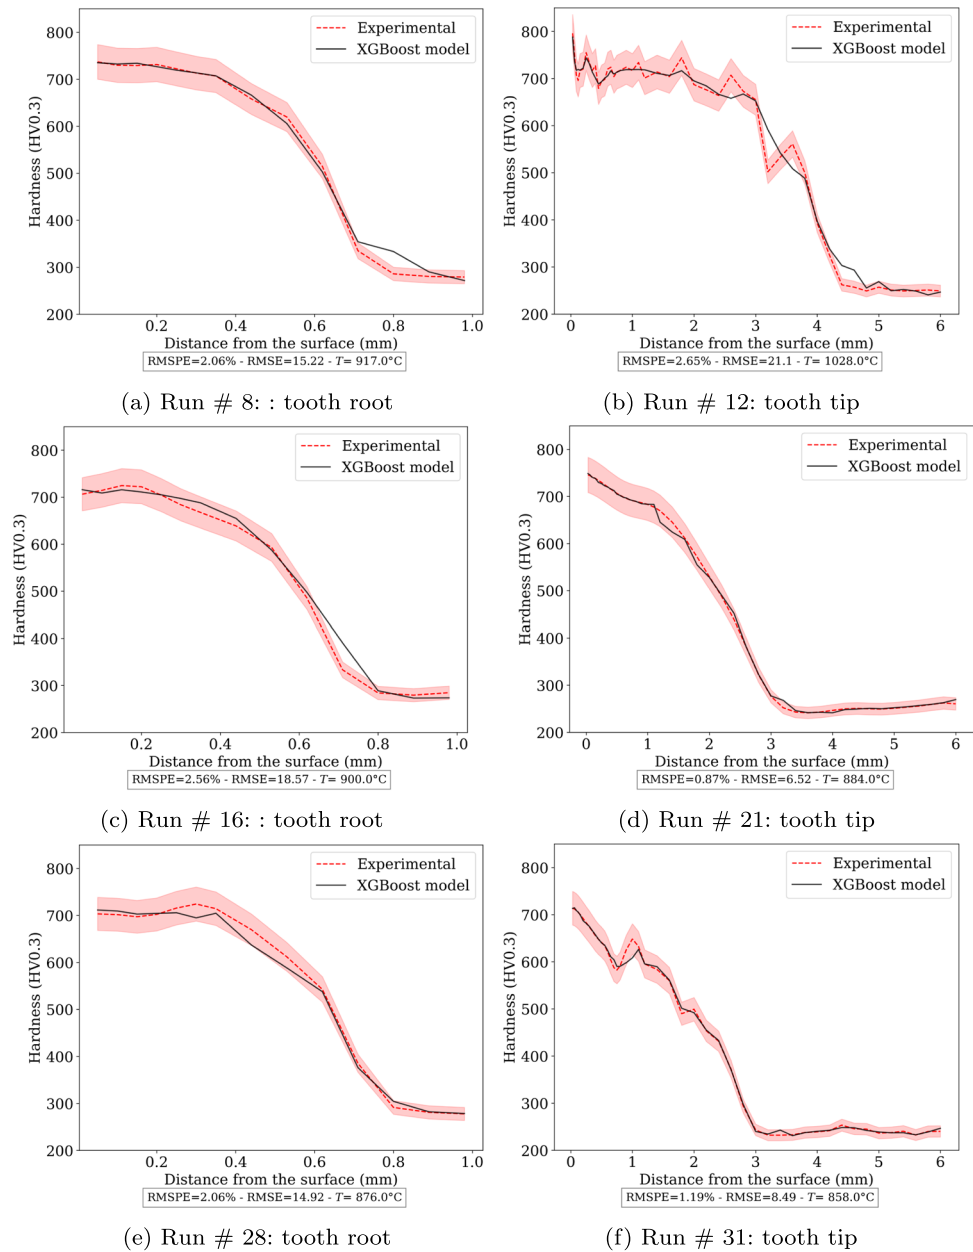 800
700
600
500
400
300
200
Hardness (HV0.3)
Experimental
XGBoost model
0.2
0.4
0.6
0.8
1.0
Distance from the surface (mm)
RMSPE=2.06% - RMSE=15.22 - T= 917.0°C
(a) Run # 8: : tooth root
800
700
600
500
400
300
200
Hardness (HV0.3)
Experimental
XGBoost model
0
1
2
3
4
5
6
Distance from the surface (mm)
RMSPE=2.65% - RMSE=21.1 - T= 1028.0°C
(b) Run # 12: tooth tip
800
700
600
500
400
300
200
Hardness (HV0.3)
Experimental
XGBoost model
0.2
0.4
0.6
0.8
1.0
Distance from the surface (mm)
RMSPE=2.56% - RMSE=18.57 - T= 900.0°C
(c) Run # 16: : tooth root
800
700
600
500
400
300
200
Hardness (HV0.3)
Experimental
XGBoost model
0
1
2
3
4
5
6
Distance from the surface (mm)
RMSPE=0.87% - RMSE=6.52 - T= 884.0°C
(d) Run # 21: tooth tip
800
700
600
500
400
300
200
Hardness (HV0.3)
Experimental
XGBoost model
0.2
0.4
0.6
0.8
1.0
Distance from the surface (mm)
RMSPE=2.06% - RMSE=14.92 - T= 876.0°C
(e) Run # 28: tooth root
800
700
600
500
400
300
200
Hardness (HV0.3)
Experimental
XGBoost model
0
1
2
3
4
5
6
Distance from the surface (mm)
RMSPE=1.19% - RMSE=8.49 - T= 858.0°C
(f) Run # 31: tooth tip